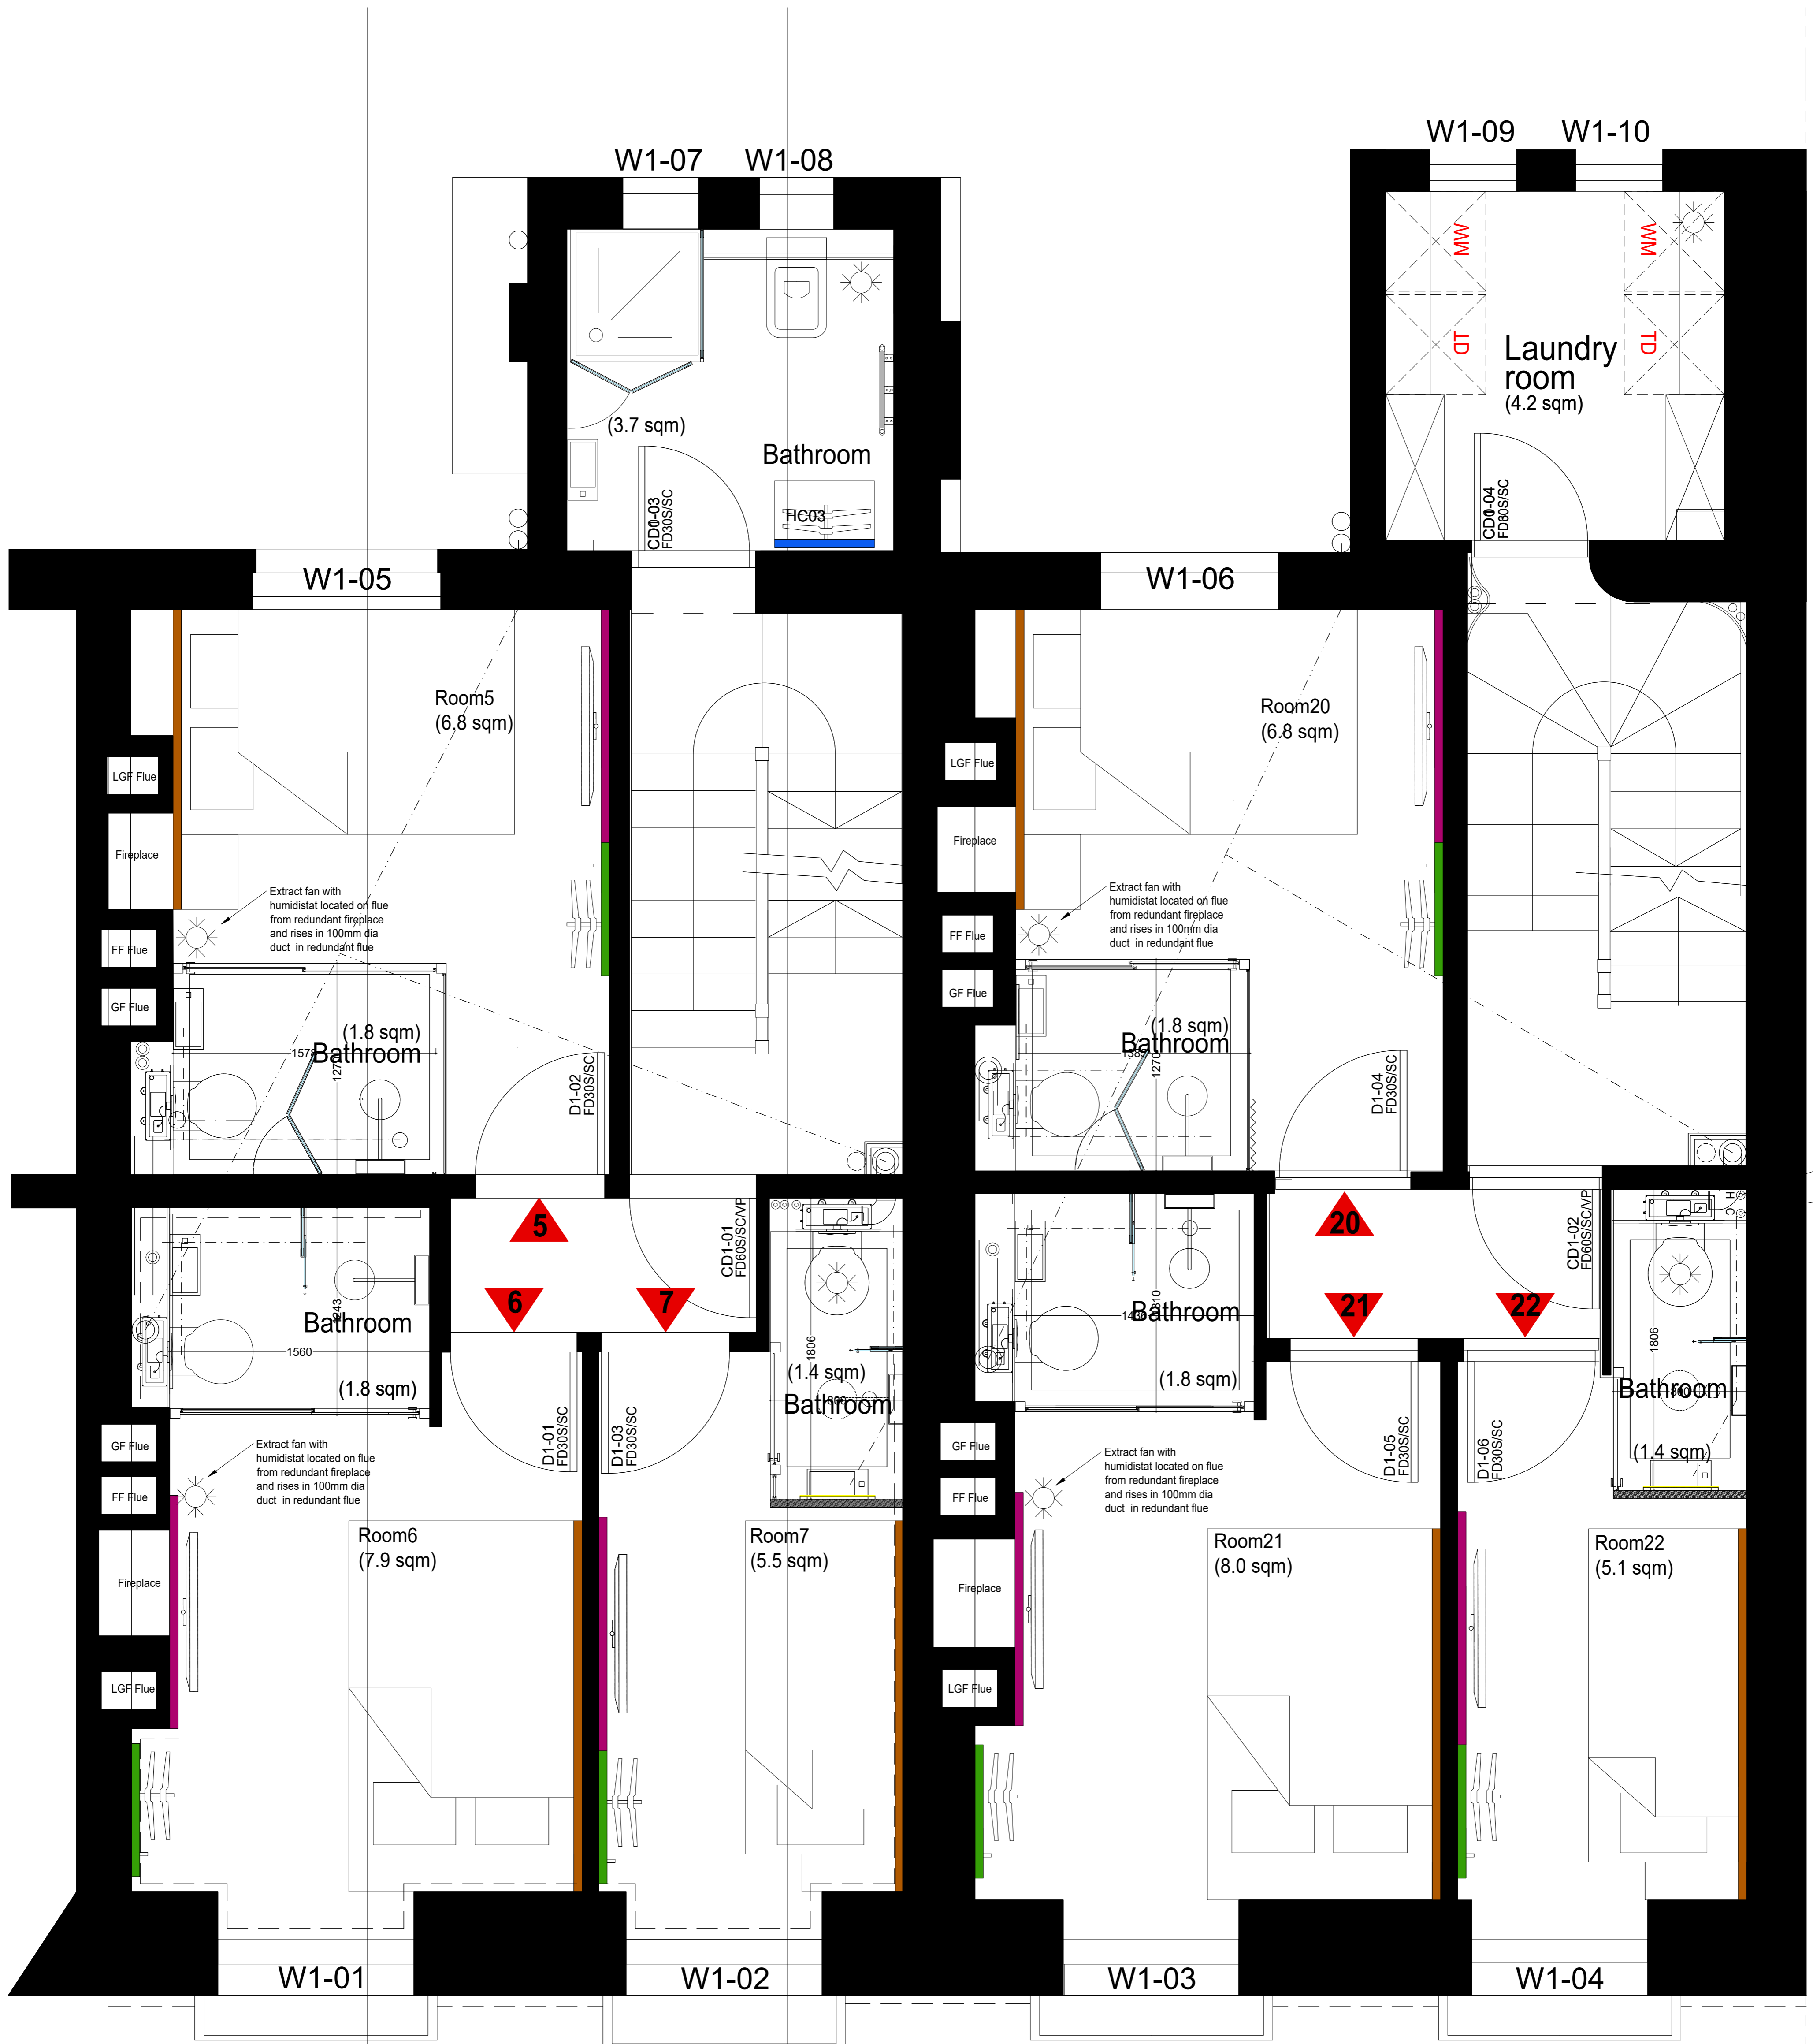 W1-09 W1-10
W1-07 W1-08
WM WM
TD TD
Laundry
room
(4.2 sqm)
(3.7 sqm)
Bathroom
HC03
FD30S/SC
FD60S/SC
W1-05
W1-06
Room5
(6.8 sqm)
Room20
(6.8 sqm)
LGF Flue
LGF Flue
Fireplace
Fireplace
Extract fan with
humidistat located on flue
from redundant fireplace
and rises in 100mm dia
duct in redundant flue
Extract fan with
humidistat located on flue
from redundant fireplace
and rises in 100mm dia
duct in redundant flue
FF Flue
FF Flue
GF Flue
GF Flue
(1.8 sqm)
Bathroom
1270
(1.8 sqm)
Bathroom
1385
1270
D1-02
FD30S/SC
D1-04
FD30S/SC
5
6
7
CD1-01
FD60S/SC/VP
20
21
22
CD1-02
FD60S/SC/VP
H
C
Bathroom
1243
1560
(1.8 sqm)
1806
(1.4 sqm)
Bathroom
Bathroom
(1.8 sqm)
1806
Bathroom
(1.4 sqm)
D1-01
FD30S/SC
D1-03
FD30S/SC
D1-05
FD30S/SC
D1-06
FD30S/SC
GF Flue
FF Flue
Fireplace
LGF Flue
Extract fan with
humidistat located on flue
from redundant fireplace
and rises in 100mm dia
duct in redundant flue
GF Flue
FF Flue
Fireplace
LGF Flue
Extract fan with
humidistat located on flue
from redundant fireplace
and rises in 100mm dia
duct in redundant flue
Room6
(7.9 sqm)
Room7
(5.5 sqm)
Room21
(8.0 sqm)
Room22
(5.1 sqm)
W1-01
W1-02
W1-03
W1-04